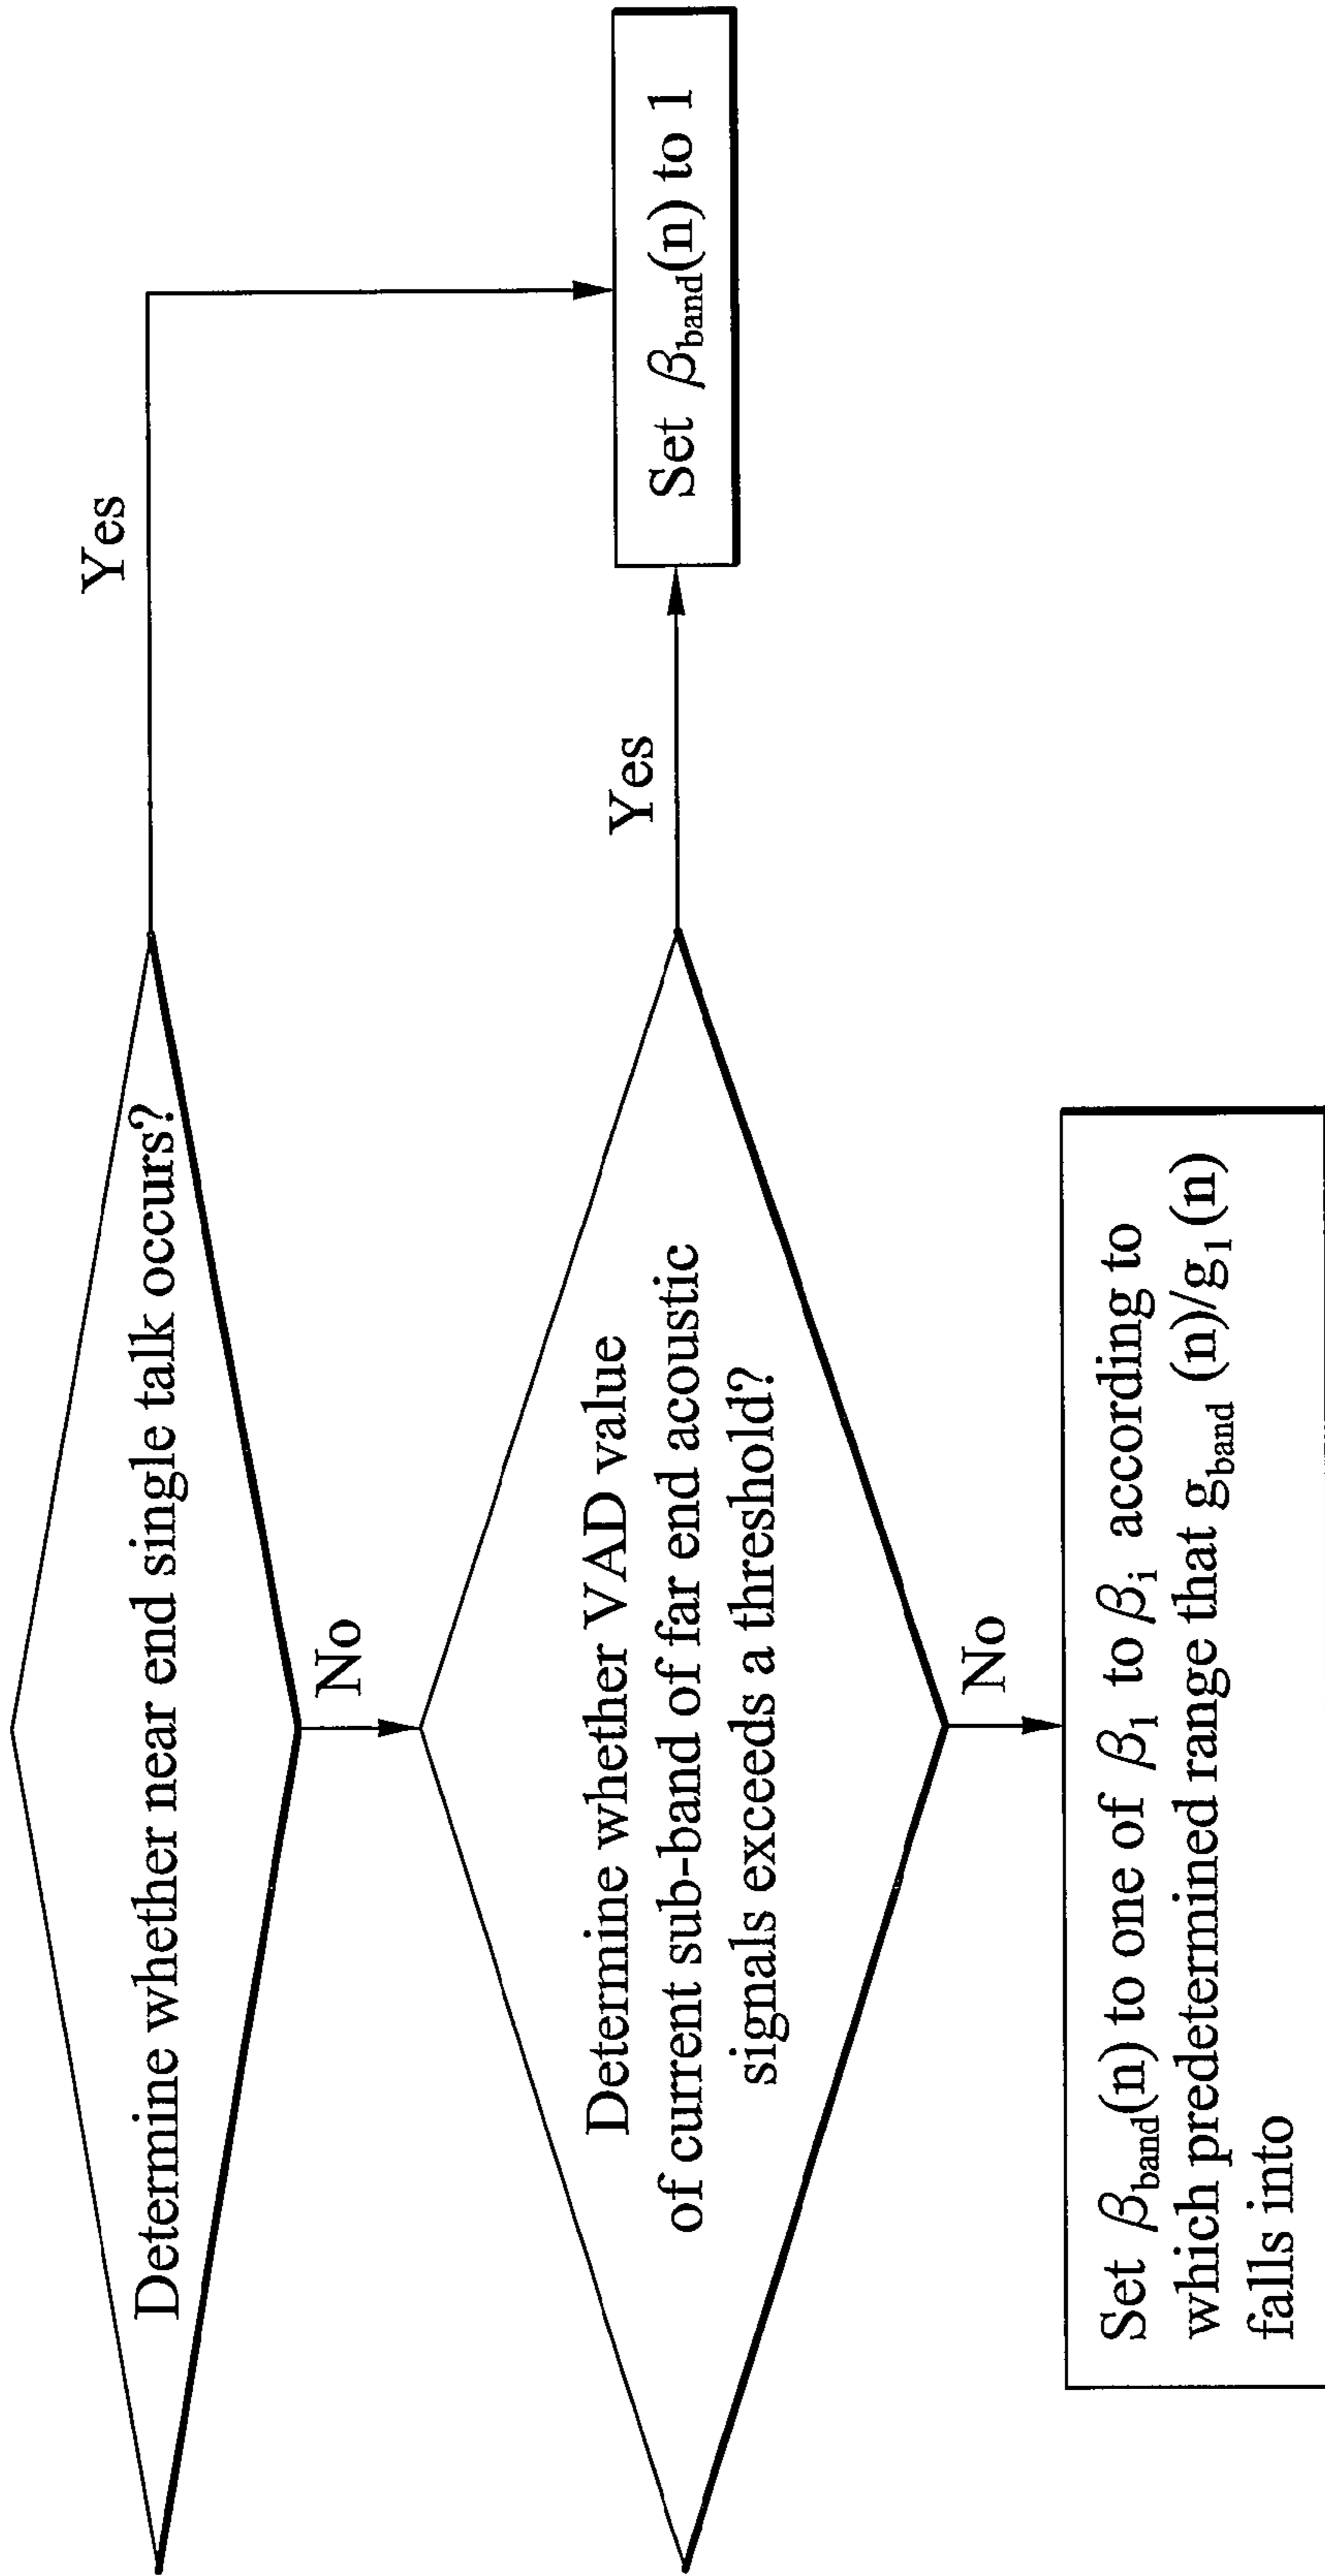 Determine whether near end single talk occurs?
Yes
No
Determine whether VAD value
of current sub-band of far end acoustic
signals exceeds a threshold?
Yes
Set β_band(n) to 1
No
Set β_band(n) to one of β_1 to β_i according to
which predetermined range that g_band (n)/g_1 (n)
falls into